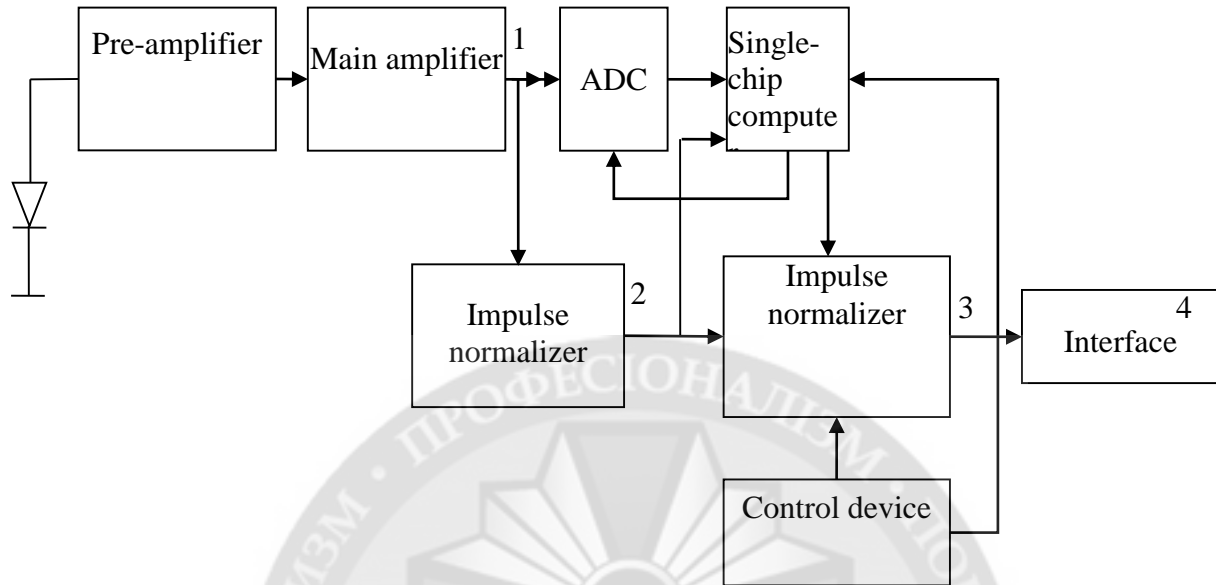 Pre-amplifier
Main amplifier
1
ADC
Single-
chip
compute
Impulse
normalizer
2
Impulse
normalizer
3
4
Interface
Control device
ПРОФЕСІОНАЛІЗМ